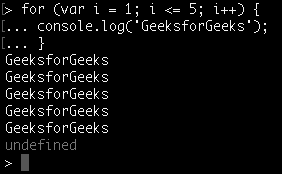 [> for (var i = 1; i <= 5; i++) {
[... console.log('GeeksforGeeks');
[... }
GeeksforGeeks
GeeksforGeeks
GeeksforGeeks
GeeksforGeeks
GeeksforGeeks
undefined
>